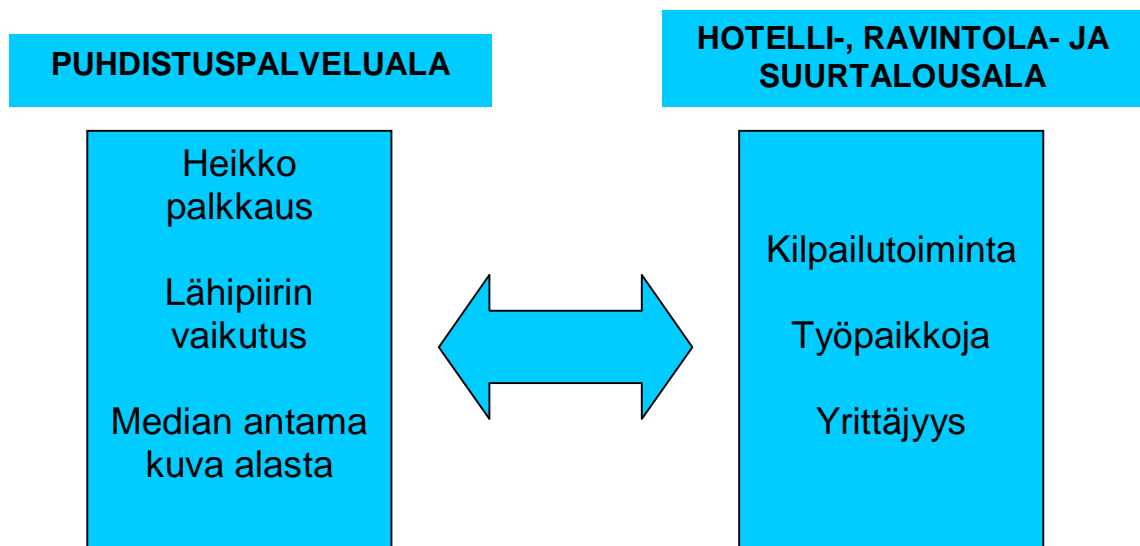 PUHDISTUSPALVELUALA
Heikko
palkkaus
Lähipiirin
vaikutus
Median antama
kuva alasta
HOTELLI-, RAVINTOLA- JA
SUURTALOUSALA
Kilpailutoiminta
Työpaikkoja
Yrittäjyys